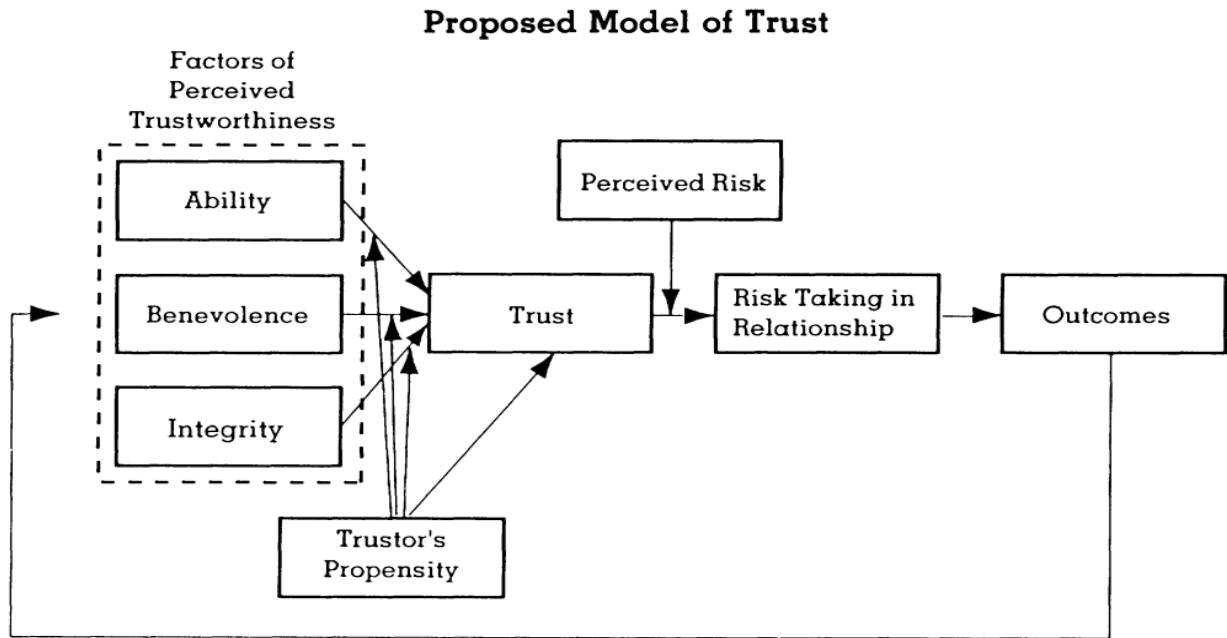 Proposed Model of Trust
Factors of
Perceived
Trustworthiness
Ability
Benevolence
Integrity
Trustor's
Propensity
Trust
Perceived Risk
Risk Taking in
Relationship
Outcomes